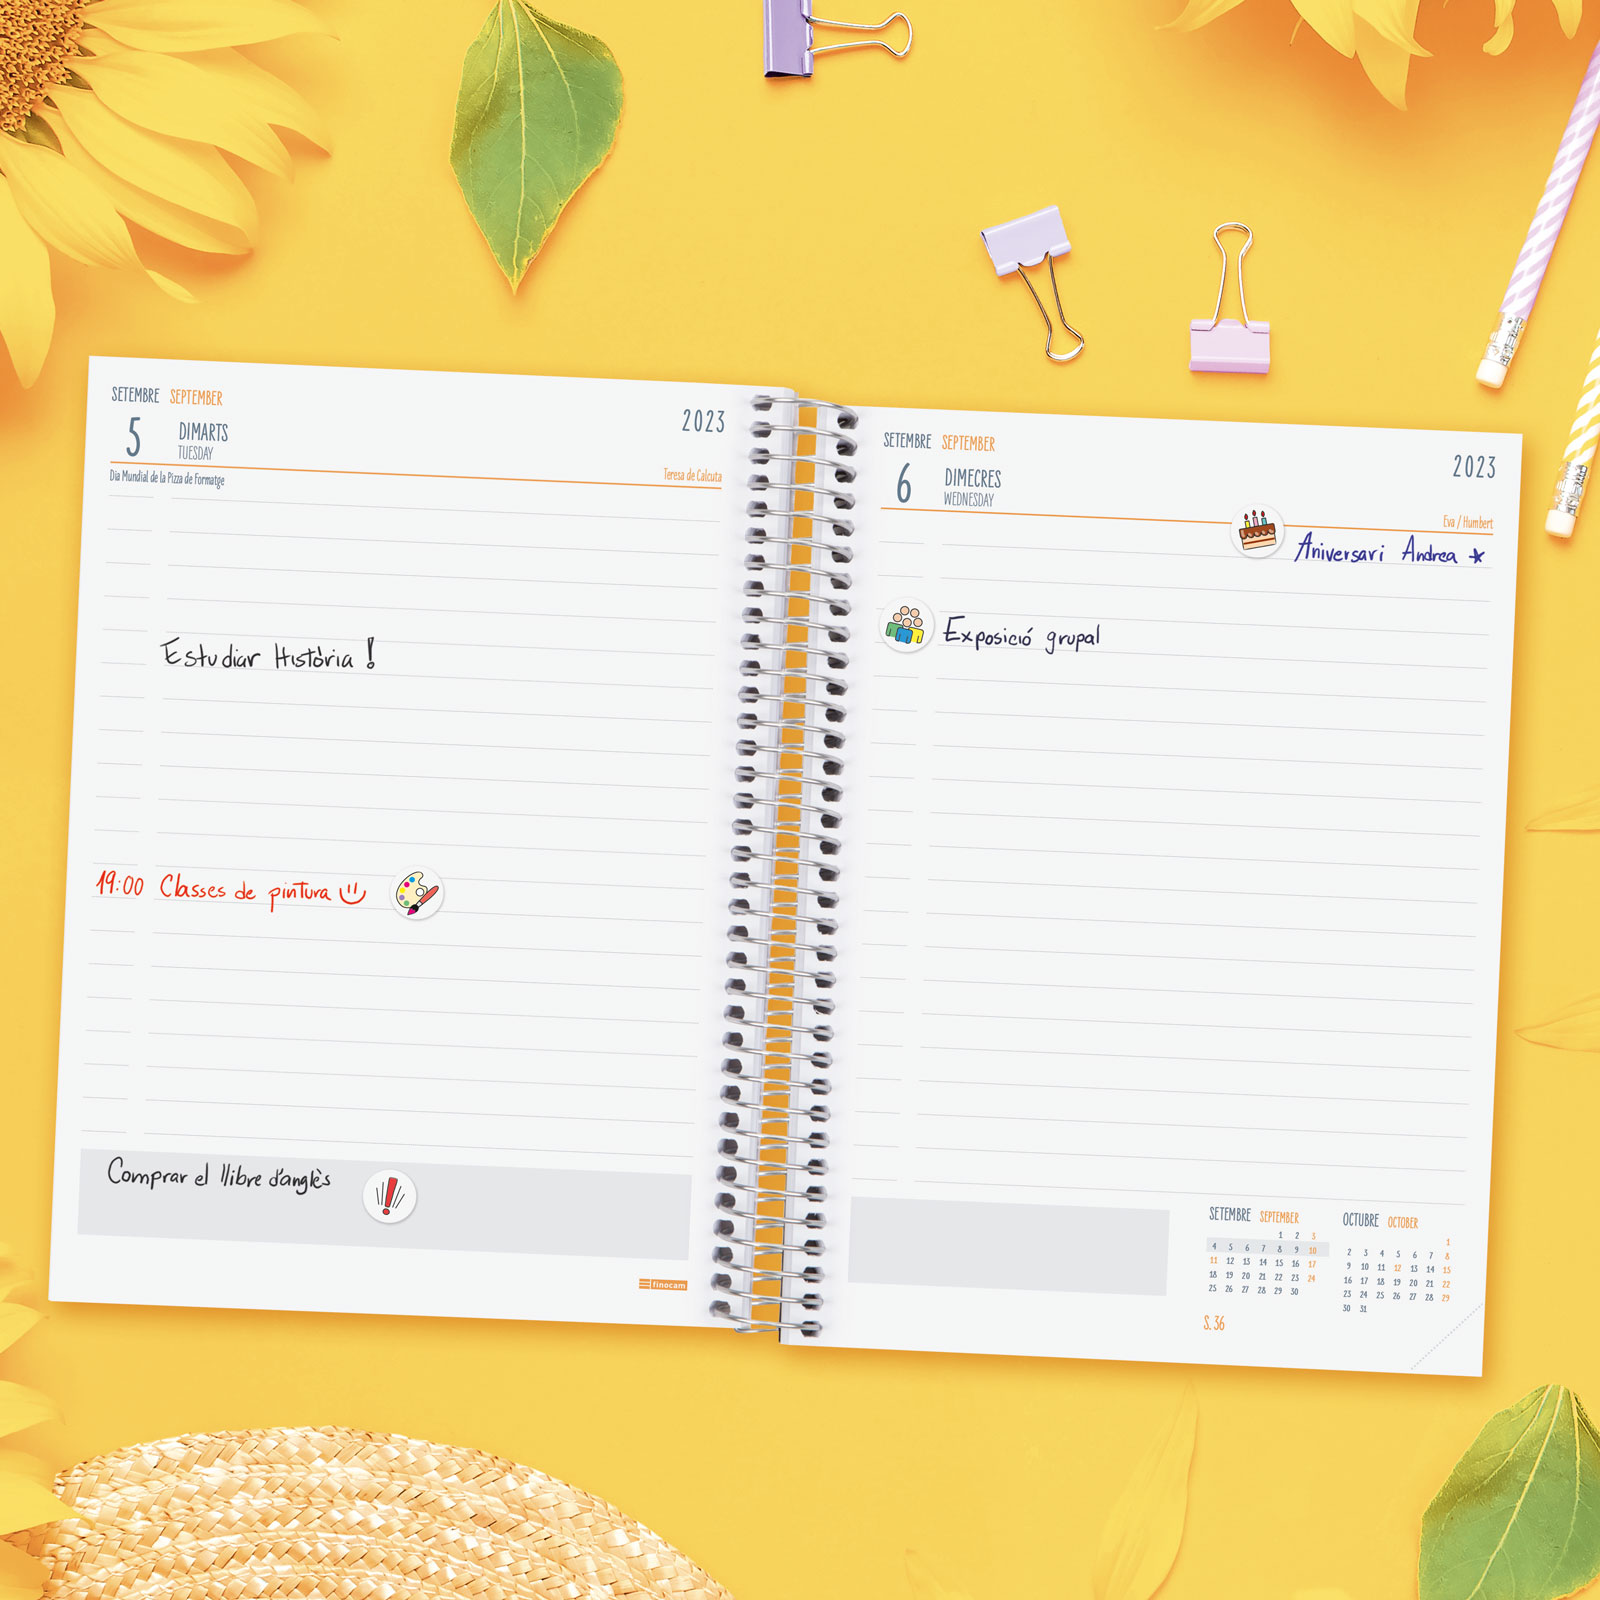 SETEMBRE SEPTEMBER
5 DIMARTS 2023
TUESDAY
Dia Mundial de la Pizza de Formatge Teresa de Calcuta
Estudiar Història !
19:00 Classes de pintura
Comprar el llibre d'anglès
finocam
SETEMBRE SEPTEMBER
6 DIMECRES 2023
WEDNESDAY
Eva / Humbert
Aniversari Andrea
Exposició grupal
SETEMBRE SEPTEMBER
1 2 3
4 5 6 7 8 9 10
11 12 13 14 15 16 17
18 19 20 21 22 23 24
25 26 27 28 29 30
OCTUBRE OCTOBER
1
2 3 4 5 6 7 8
9 10 11 12 13 14 15
16 17 18 19 20 21 22
23 24 25 26 27 28 29
30 31
S. 36